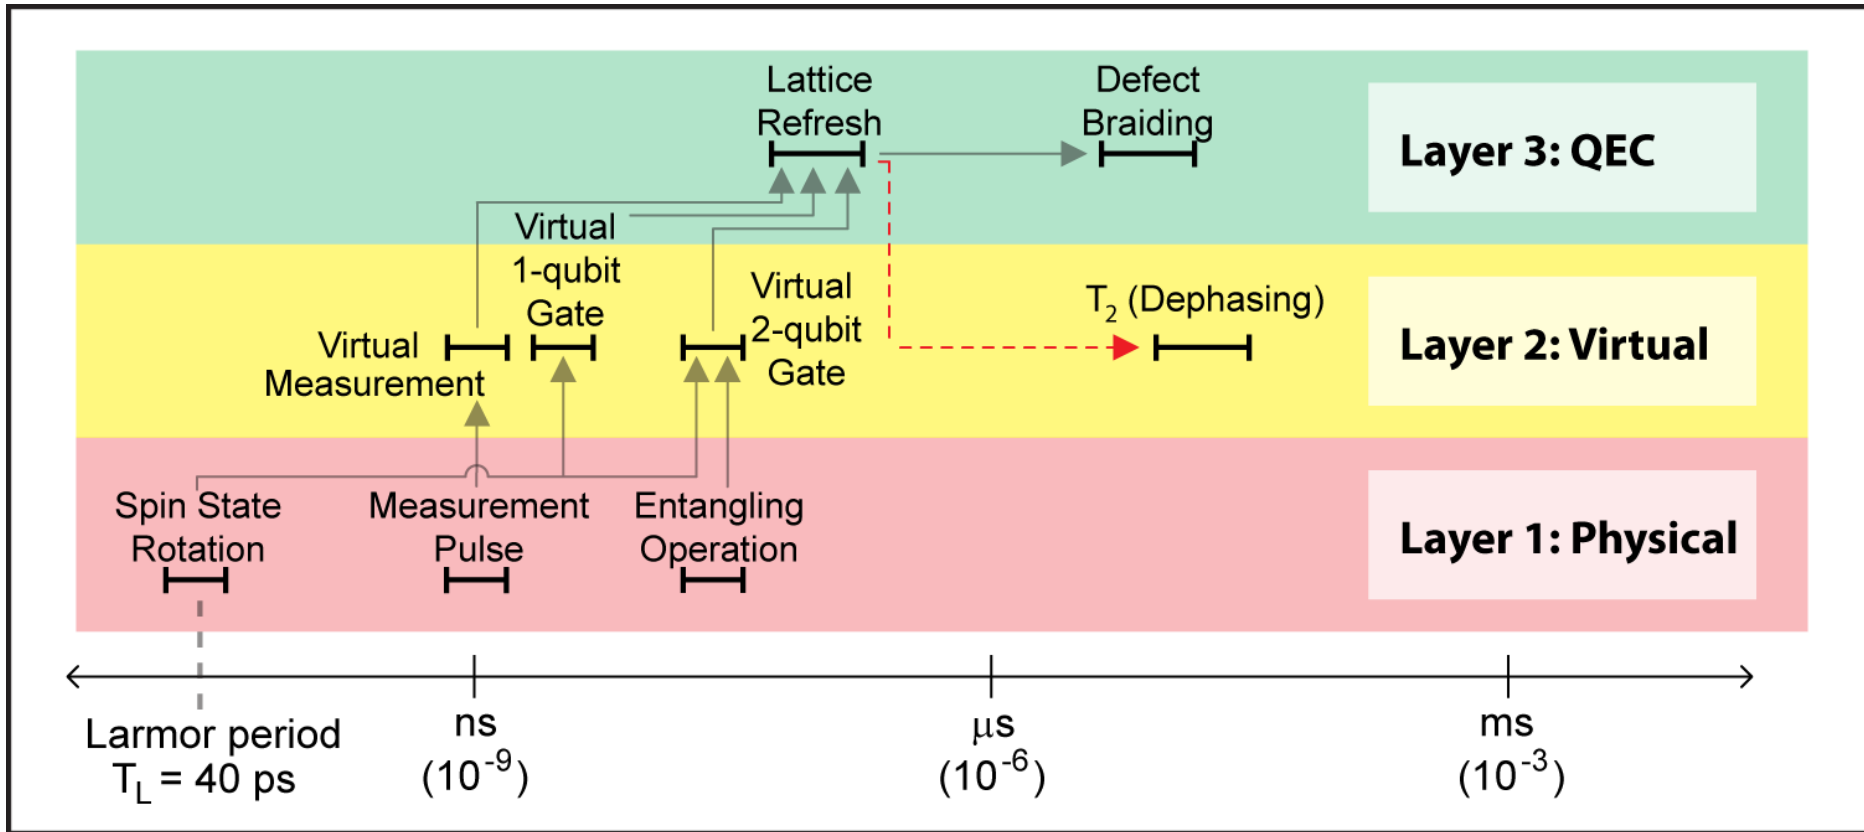 Lattice
Refresh
Defect
Braiding
Layer 3: QEC
Virtual
1-qubit
Gate
Virtual
Measurement
Virtual
2-qubit
Gate
T₂ (Dephasing)
Layer 2: Virtual
Spin State
Rotation
Measurement
Pulse
Entangling
Operation
Layer 1: Physical
Larmor period
T_L = 40 ps
ns
(10⁻⁹)
μs
(10⁻⁶)
ms
(10⁻³)